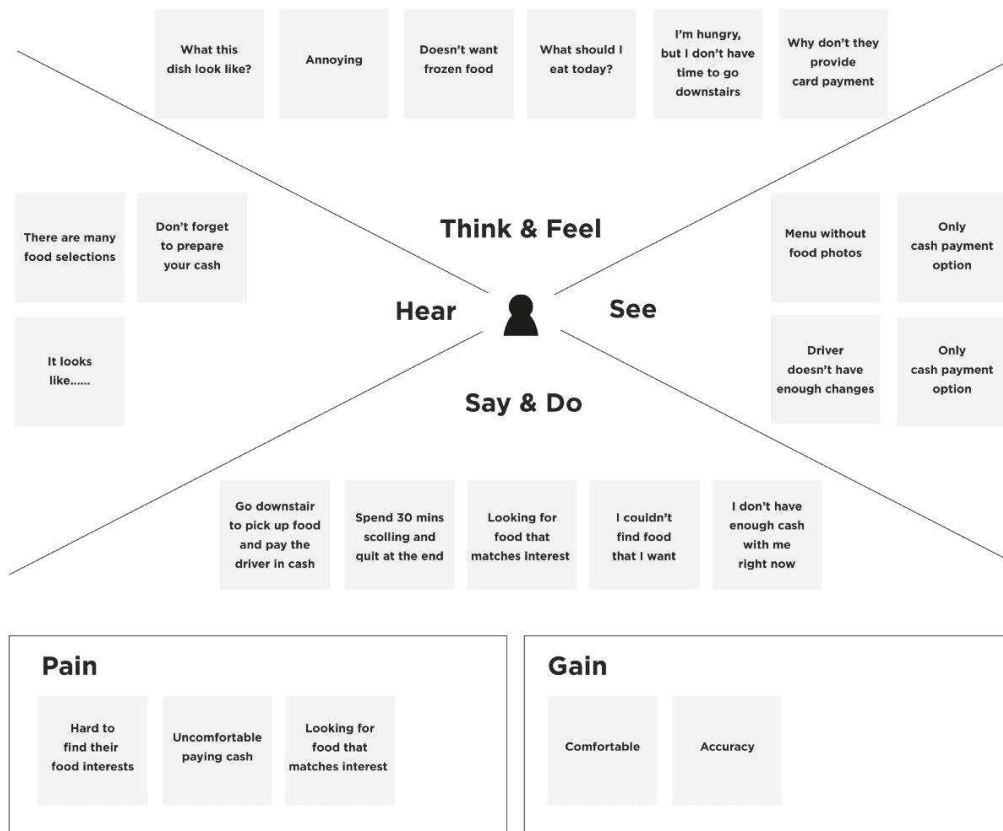 What this
dish look like?
Annoying
Doesn't want
frozen food
What should I
eat today?
I'm hungry,
but I don't have
time to go
downstairs
Why don't they
provide
card payment
Think & Feel
There are many
food selections
Don't forget
to prepare
your cash
It looks
like......
Hear
See
Menu without
food photos
Only
cash payment
option
Driver
doesn't have
enough changes
Only
cash payment
option
Say & Do
Go downstair
to pick up food
and pay the
driver in cash
Spend 30 mins
scolling and
quit at the end
Looking for
food that
matches interest
I couldn't
find food
that I want
I don't have
enough cash
with me
right now
Pain
Hard to
find their
food interests
Uncomfortable
paying cash
Looking for
food that
matches interest
Gain
Comfortable
Accuracy